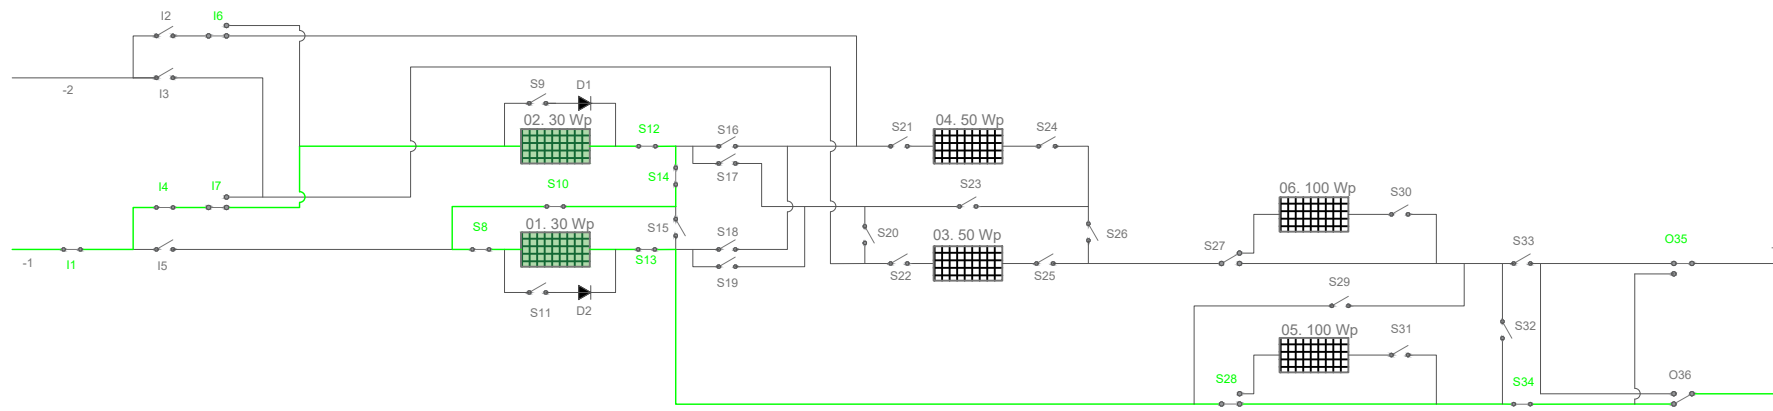 I2
I6
-2
I3
S9
D1
02. 30 Wp
S12
S16
S17
S21
04. 50 Wp
S24
I4
I7
S10
S14
S23
06. 100 Wp
S30
-1
I1
I5
S8
01. 30 Wp
S13
S15
S18
S19
S20
S22
03. 50 Wp
S25
S26
S27
S33
O35
S11
D2
S29
S32
05. 100 Wp
S31
S28
S34
O36